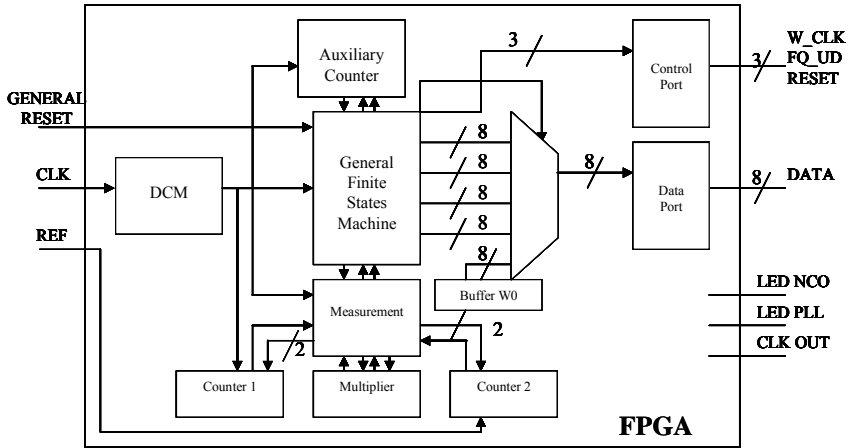 Auxiliary
Counter
3
Control
Port
3
W_CLK
FQ_UD
RESET
GENERAL
RESET
General
Finite
States
Machine
8
8
8
8
8
8
Data
Port
8
DATA
CLK
DCM
REF
Buffer W0
Measurement
2
2
Counter 1
Multiplier
Counter 2
LED NCO
LED PLL
CLK OUT
FPGA